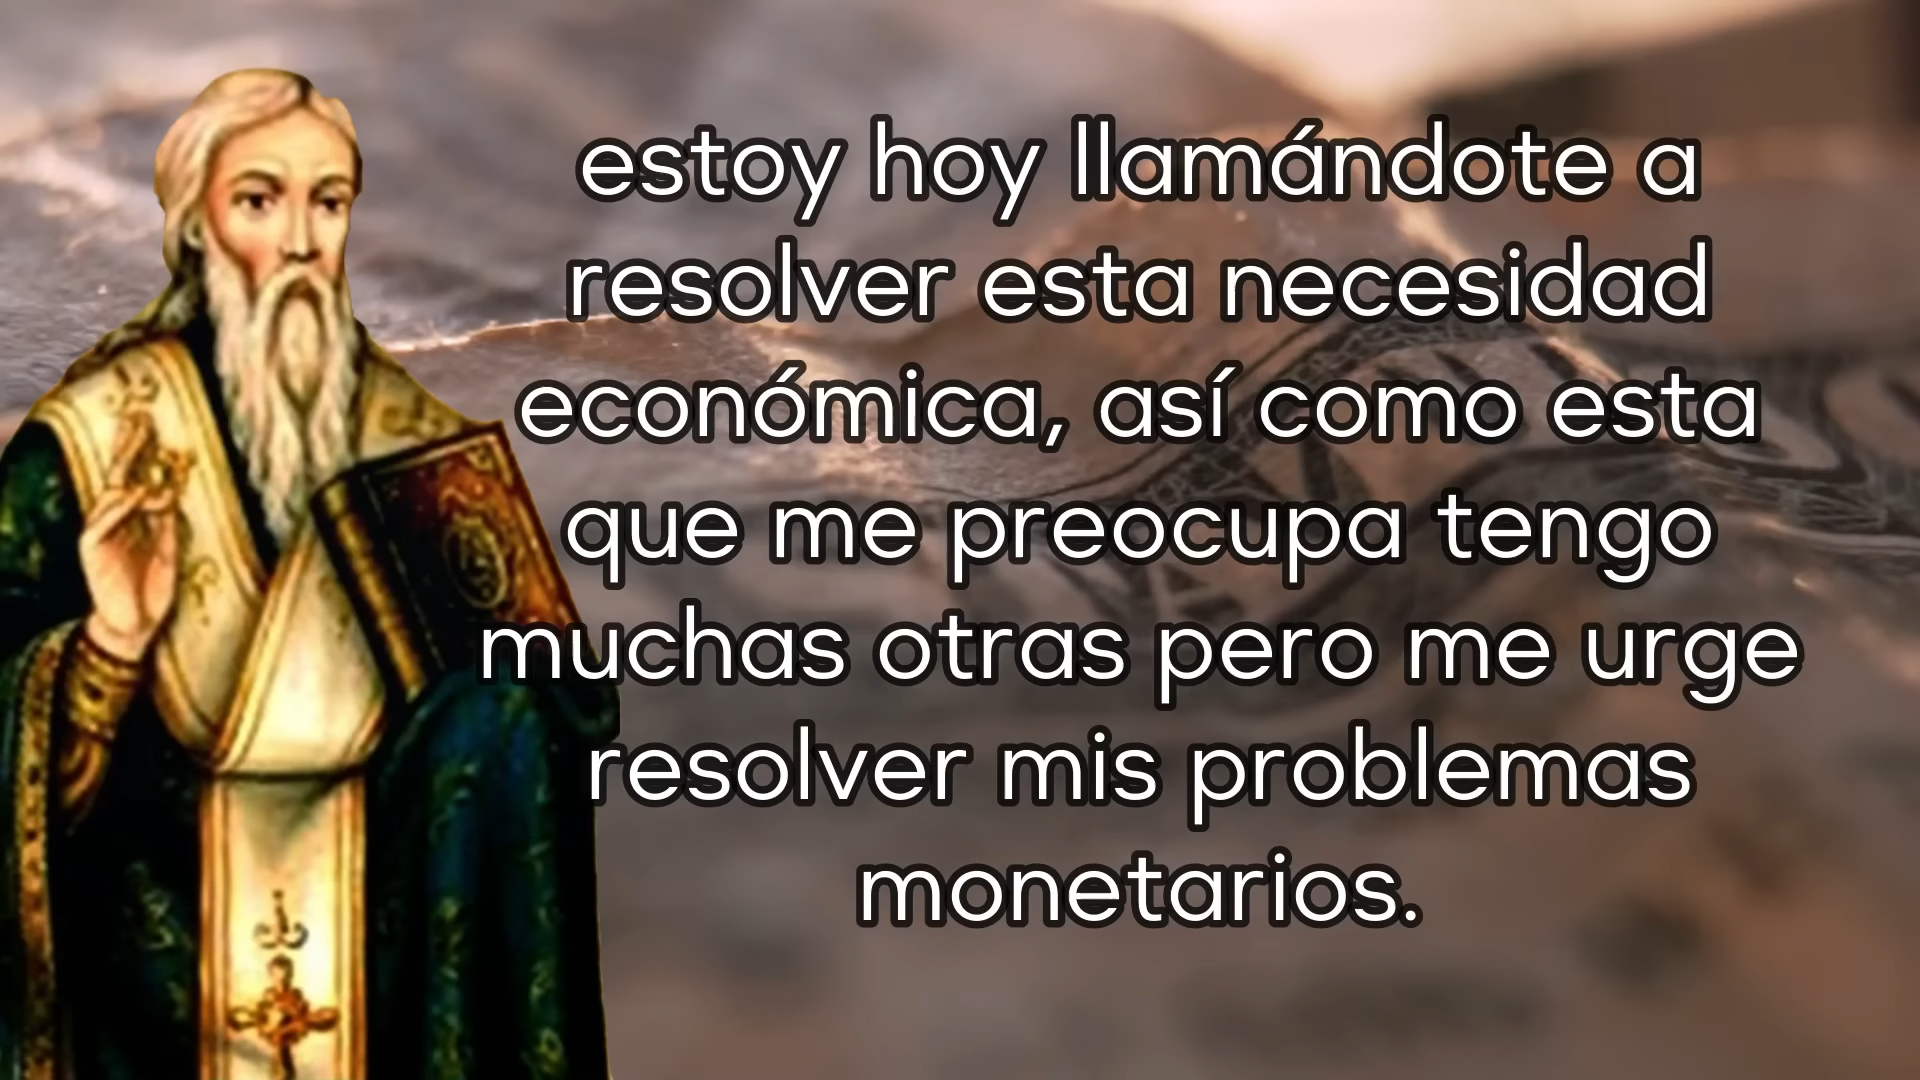 estoy hoy llamándote a
resolver esta necesidad
económica, así como esta
que me preocupa tengo
muchas otras pero me urge
resolver mis problemas
monetarios.